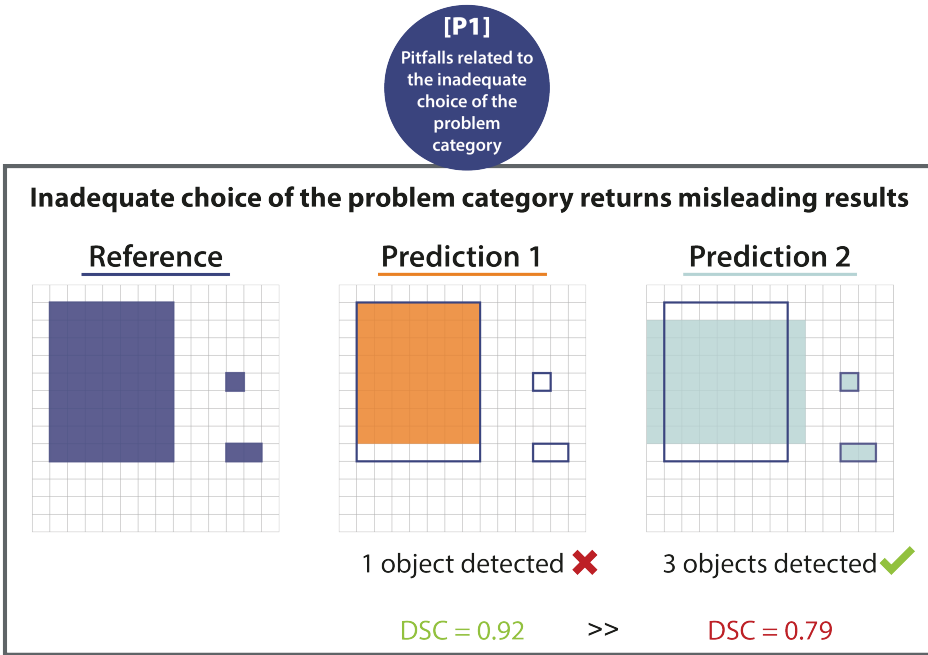 [P1]
Pitfalls related to
the inadequate
choice of the
problem
category
Inadequate choice of the problem category returns misleading results
Reference
Prediction 1
Prediction 2
1 object detected
3 objects detected
DSC = 0.92 >> DSC = 0.79